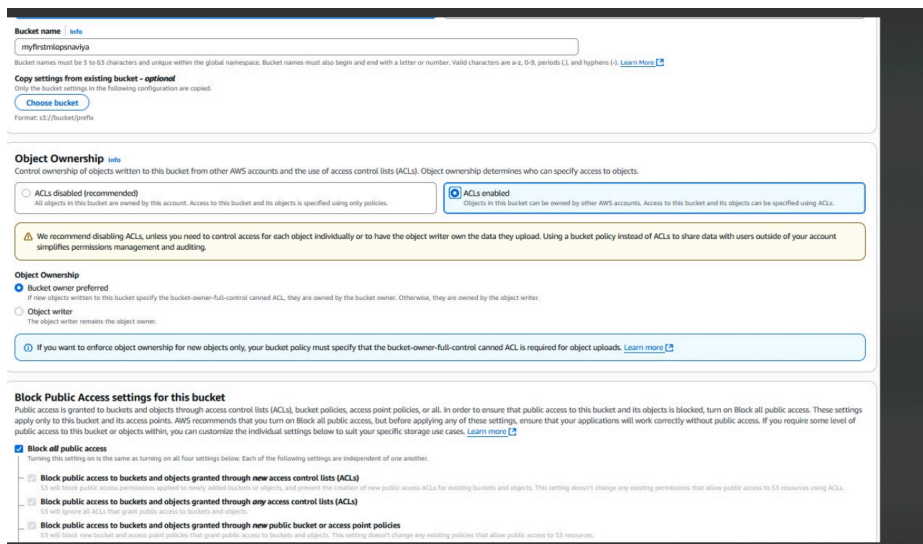 Bucket name Info
myfirstmlopsnaviya
Bucket names must be 3 to 63 characters and unique within the global namespace. Bucket names must also begin and end with a letter or number. Valid characters are a-z, 0-9, periods (.), and hyphens (-). Learn More
Copy settings from existing bucket - optional
Only the bucket settings in the following configuration are copied.
Choose bucket
Format: s3://bucket/prefix
Object Ownership Info
Control ownership of objects written to this bucket from other AWS accounts and the use of access control lists (ACLs). Object ownership determines who can specify access to objects.
ACLs disabled (recommended)
All objects in this bucket are owned by this account. Access to this bucket and its objects is specified using only policies.
ACLs enabled
Objects in this bucket can be owned by other AWS accounts. Access to this bucket and its objects can be specified using ACLs.
We recommend disabling ACLs, unless you need to control access for each object individually or to have the object writer own the data they upload. Using a bucket policy instead of ACLs to share data with users outside of your account
simplifies permissions management and auditing.
Object Ownership
Bucket owner preferred
If new objects written to this bucket specify the bucket-owner-full-control canned ACL, they are owned by the bucket owner. Otherwise, they are owned by the object writer.
Object writer
The object writer remains the object owner.
If you want to enforce object ownership for new objects only, your bucket policy must specify that the bucket-owner-full-control canned ACL is required for object uploads. Learn more
Block Public Access settings for this bucket
Public access is granted to buckets and objects through access control lists (ACLs), bucket policies, access point policies, or all. In order to ensure that public access to this bucket and its objects is blocked, turn on Block all public access. These settings
apply only to this bucket and its access points. AWS recommends that you turn on Block all public access, but before applying any of these settings, ensure that your applications will work correctly without public access. If you require some level of
public access to this bucket or objects within, you can customize the individual settings below to suit your specific storage use cases. Learn more
Block all public access
Turning this setting on is the same as turning on all four settings below. Each of the following settings are independent of one another.
Block public access to buckets and objects granted through new access control lists (ACLs)
S3 will block public access permissions applied to newly added buckets or objects, and prevent the creation of new public access ACLs for existing buckets and objects. This setting doesn't change any existing permissions that allow public access to S3 resources using ACLs.
Block public access to buckets and objects granted through any access control lists (ACLs)
S3 will ignore all ACLs that grant public access to buckets and objects.
Block public access to buckets and objects granted through new public bucket or access point policies
S3 will block new bucket and access point policies that grant public access to buckets and objects. This setting doesn't change any existing policies that allow public access to S3 resources.